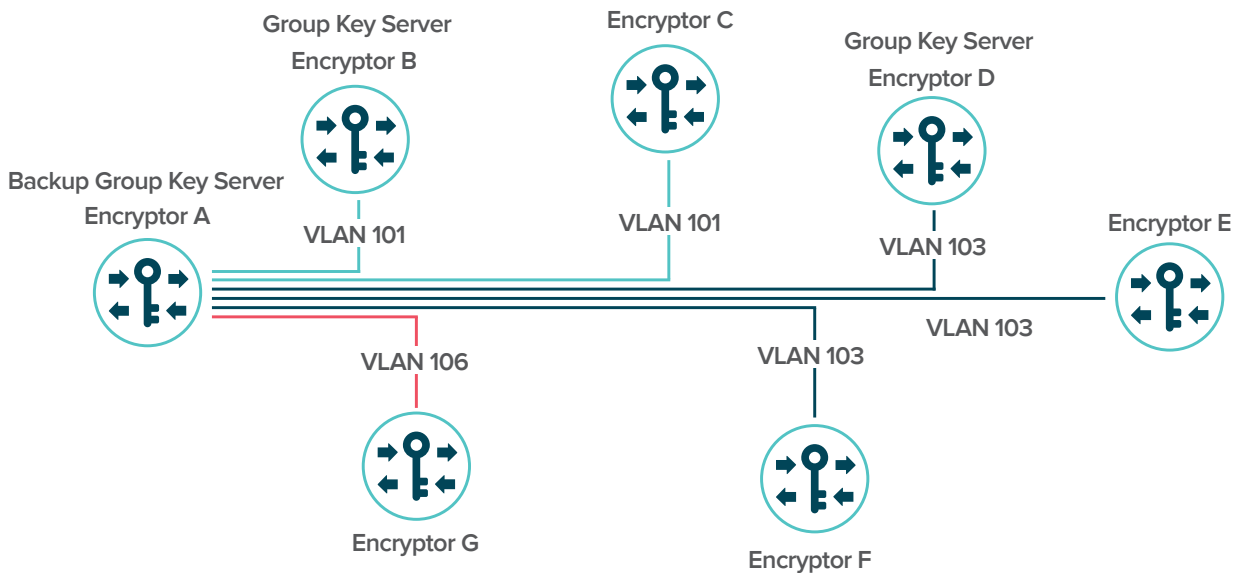 Group Key Server
Encryptor B
Encryptor C
Group Key Server
Encryptor D
Backup Group Key Server
Encryptor A
VLAN 101
VLAN 101
VLAN 103
Encryptor E
VLAN 103
VLAN 106
VLAN 103
Encryptor G
Encryptor F